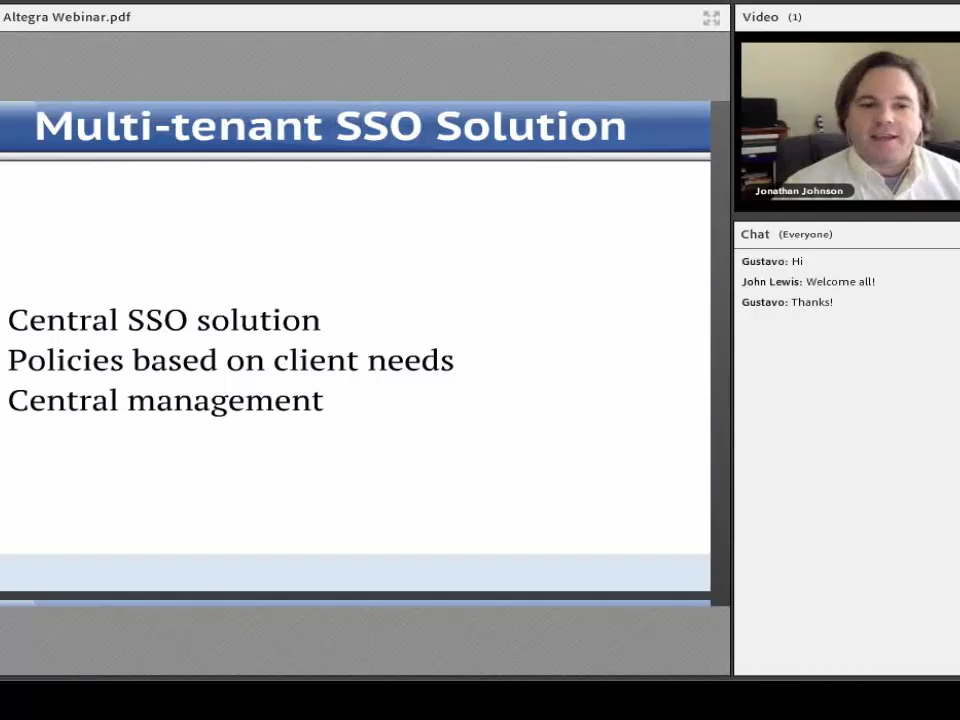 Altegra Webinar.pdf
Multi-tenant SSO Solution
Central SSO solution
Policies based on client needs
Central management
Video (1)
Jonathan Johnson
Chat (Everyone)
Gustavo: Hi
John Lewis: Welcome all!
Gustavo: Thanks!